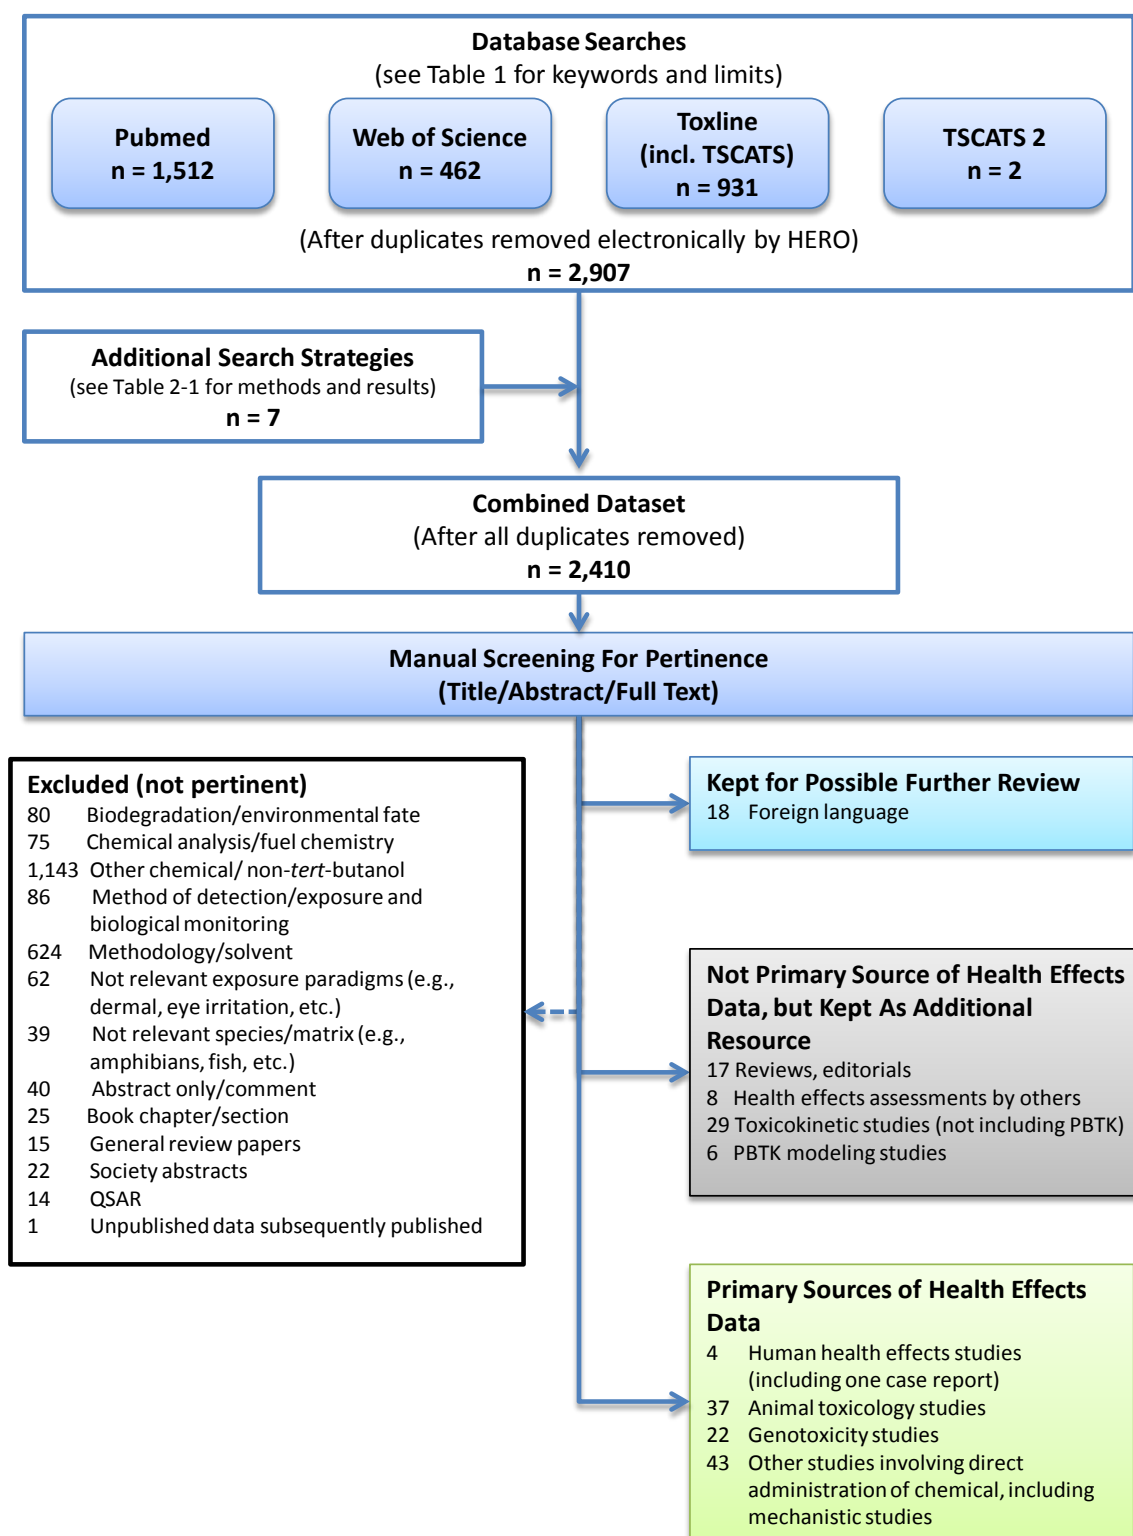 Database Searches
(see Table 1 for keywords and limits)
Pubmed
n = 1,512
Web of Science
n = 462
Toxline
(incl. TSCATS)
n = 931
TSCATS 2
n = 2
(After duplicates removed electronically by HERO)
n = 2,907
Additional Search Strategies
(see Table 2-1 for methods and results)
n = 7
Combined Dataset
(After all duplicates removed)
n = 2,410
Manual Screening For Pertinence
(Title/Abstract/Full Text)
Excluded (not pertinent)
80 Biodegradation/environmental fate
75 Chemical analysis/fuel chemistry
1,143 Other chemical/ non-tert-butanol
86 Method of detection/exposure and
biological monitoring
624 Methodology/solvent
62 Not relevant exposure paradigms (e.g.,
dermal, eye irritation, etc.)
39 Not relevant species/matrix (e.g.,
amphibians, fish, etc.)
40 Abstract only/comment
25 Book chapter/section
15 General review papers
22 Society abstracts
14 QSAR
1 Unpublished data subsequently published
Kept for Possible Further Review
18 Foreign language
Not Primary Source of Health Effects
Data, but Kept As Additional
Resource
17 Reviews, editorials
8 Health effects assessments by others
29 Toxicokinetic studies (not including PBTK)
6 PBTK modeling studies
Primary Sources of Health Effects
Data
4 Human health effects studies
(including one case report)
37 Animal toxicology studies
22 Genotoxicity studies
43 Other studies involving direct
administration of chemical, including
mechanistic studies